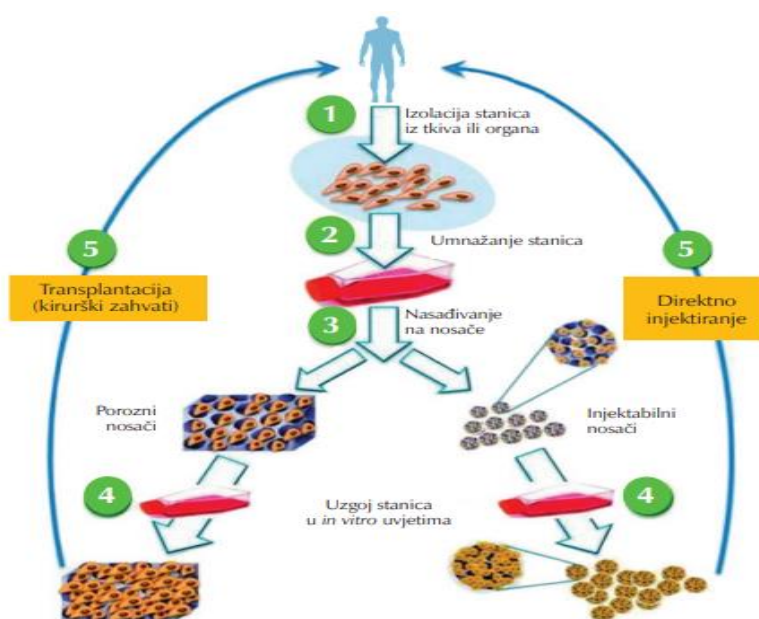 1
Izolacija stanica
iz tkiva ili organa
2
Umnažanje stanica
5
Transplantacija
(kirurški zahvati)
5
Direktno
injektiranje
3
Nasađivanje
na nosače
Porozni
nosači
Injektabilni
nosači
4
Uzgoj stanica
u in vitro uvjetima
4